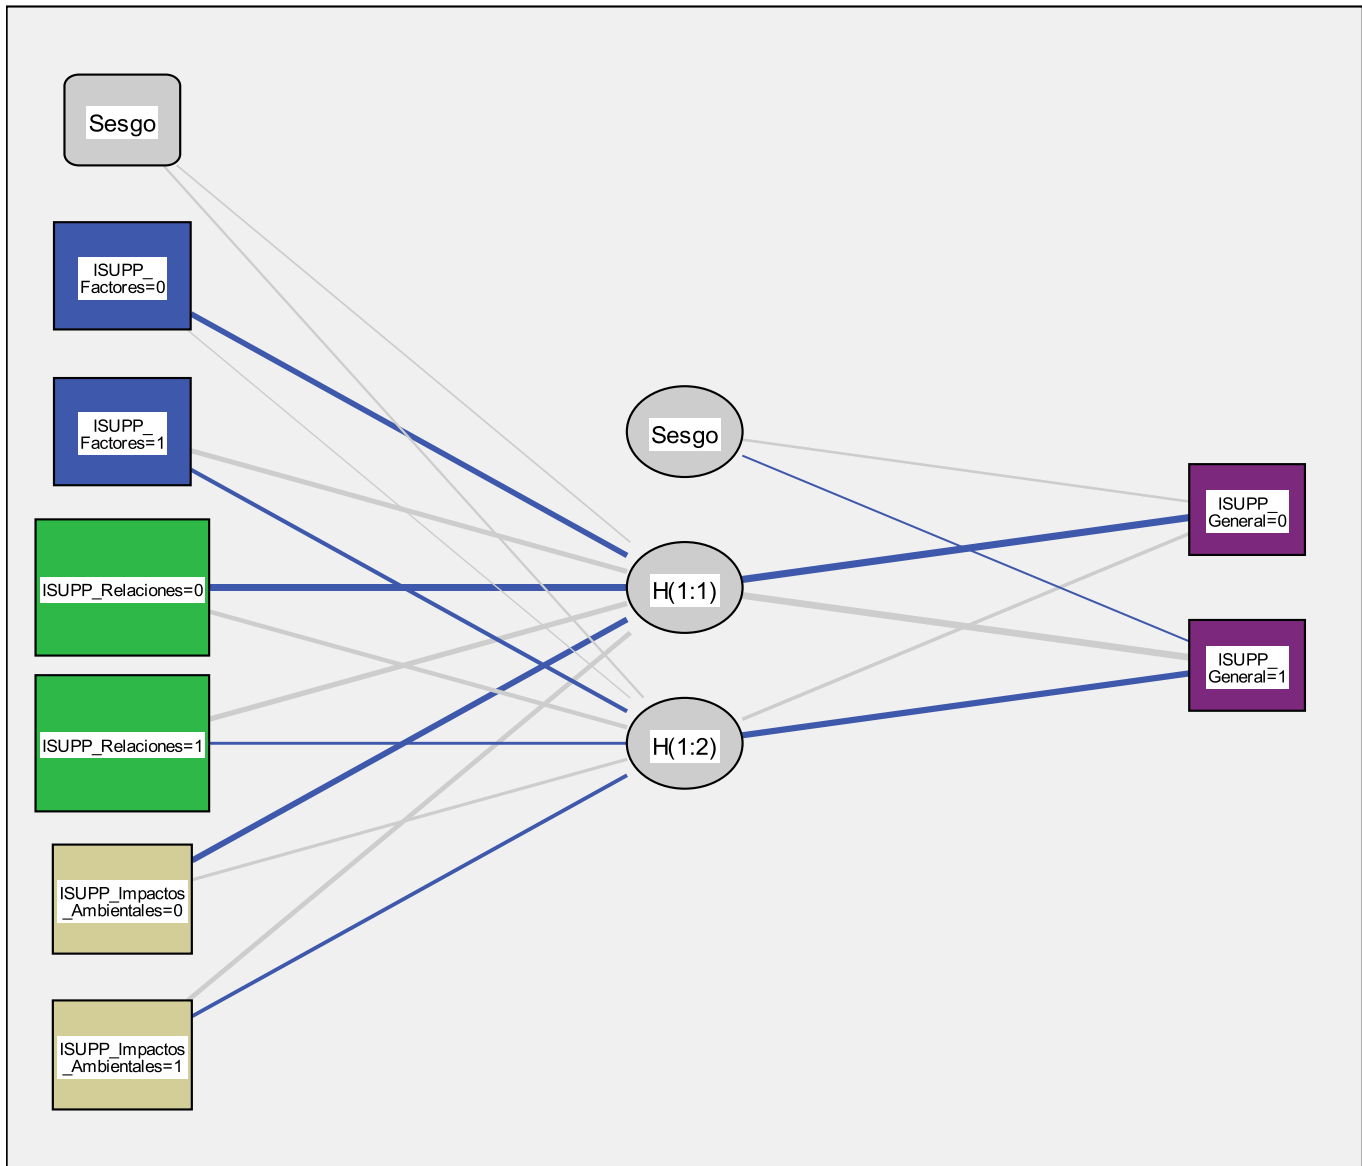 Sesgo
ISUPP_
Factores=0
ISUPP_
Factores=1
ISUPP_Relaciones=0
ISUPP_Relaciones=1
ISUPP_Impactos
_Ambientales=0
ISUPP_Impactos
_Ambientales=1
Sesgo
H(1:1)
H(1:2)
ISUPP_
General=0
ISUPP_
General=1